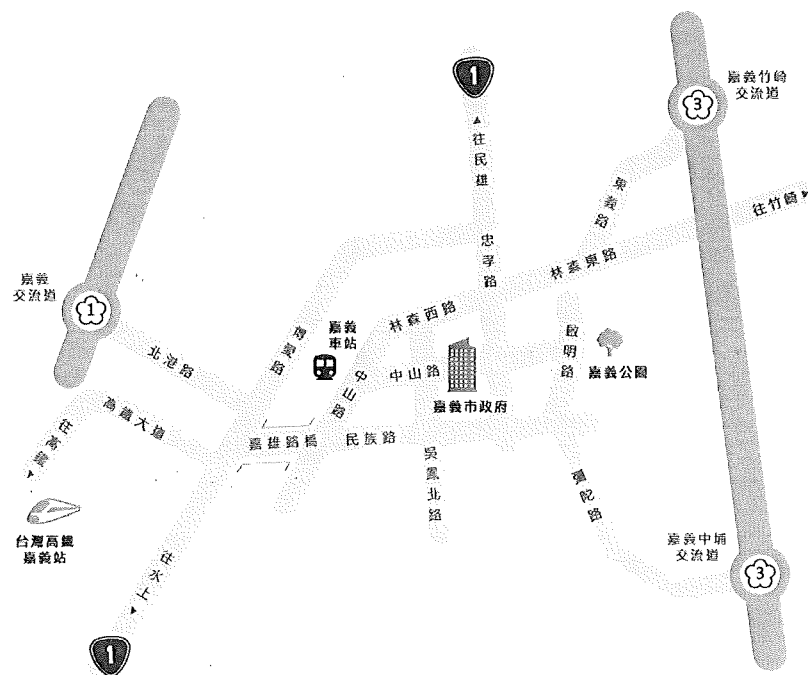 1
嘉義竹崎
交流道
3
▲往民雄
東義路
往竹崎▶
忠孝路
林森東路
嘉義
交流道
1
林森西路
嘉義
車站
博愛路
北港路
啟明路
中山路
中山路
嘉義公園
嘉義市政府
高鐵大道
往高鐵▶
嘉雄路橋
民族路
吳鳳北路
彌陀路
台灣高鐵
嘉義站
往水上▶
嘉義中埔
交流道
3
1